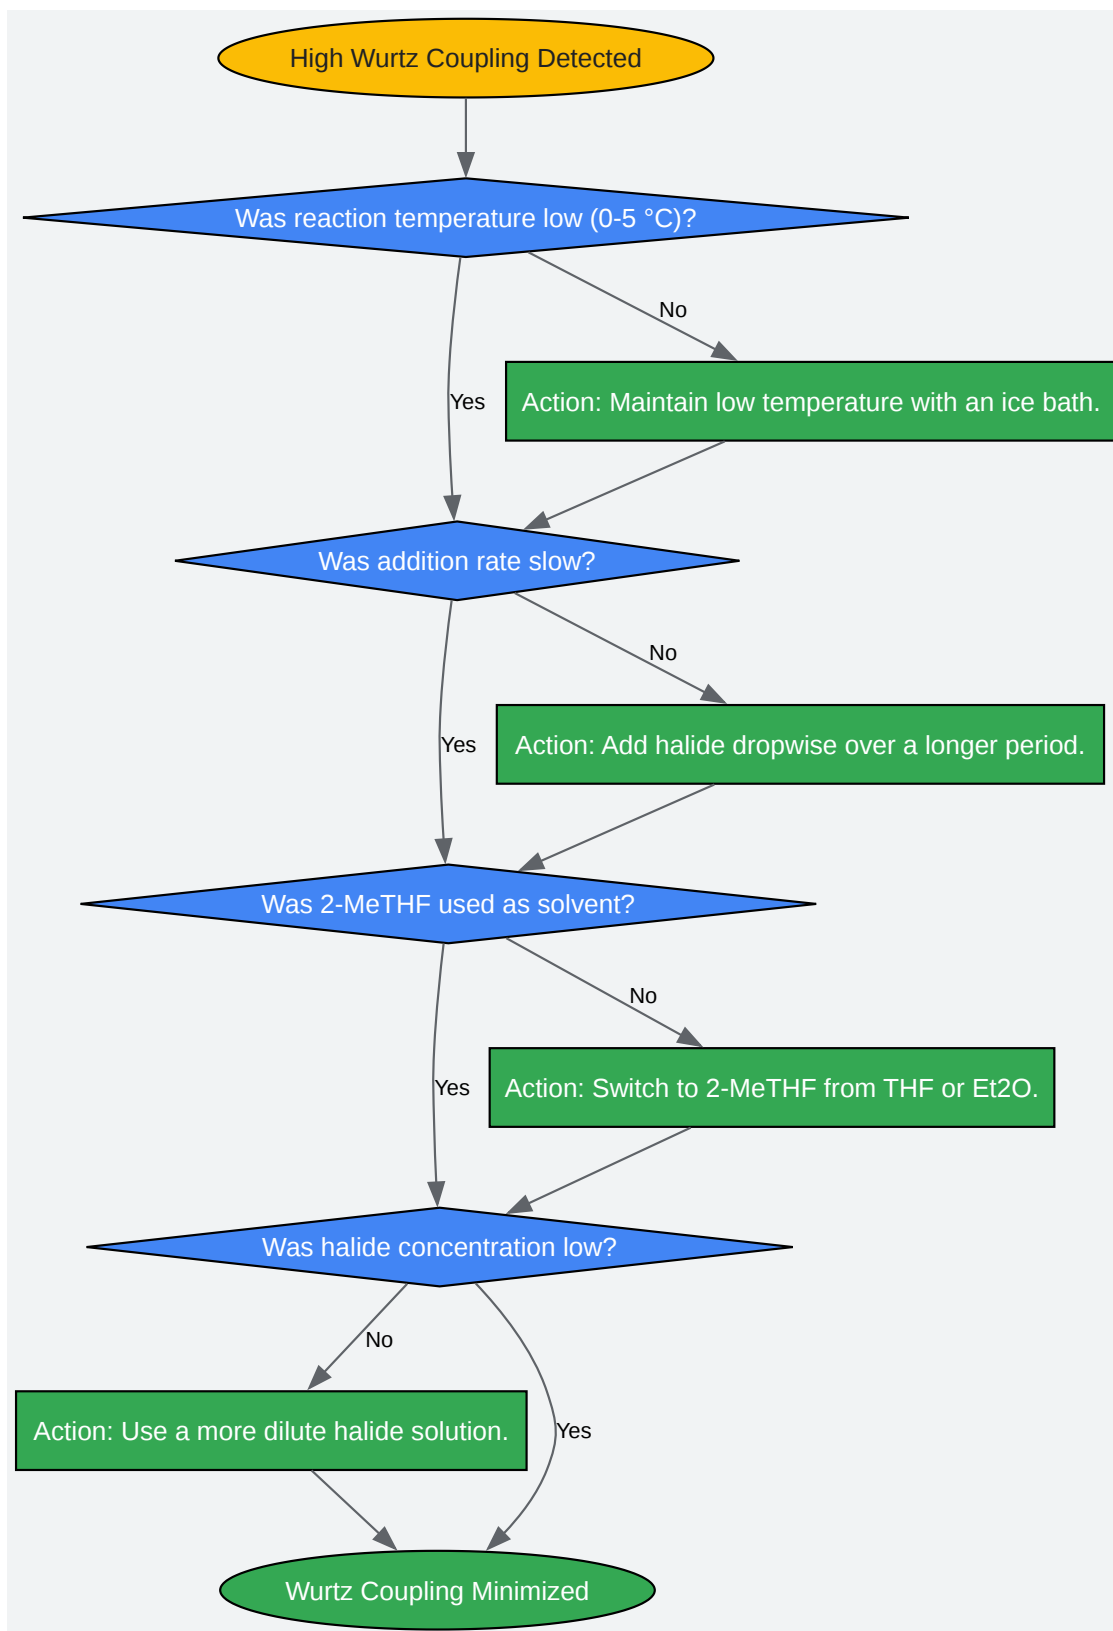 High Wurtz Coupling Detected
Was reaction temperature low (0-5 °C)?
No
Yes
Action: Maintain low temperature with an ice bath.
Was addition rate slow?
No
Yes
Action: Add halide dropwise over a longer period.
Was 2-MeTHF used as solvent?
No
Yes
Action: Switch to 2-MeTHF from THF or Et2O.
Was halide concentration low?
No
Action: Use a more dilute halide solution.
Yes
Wurtz Coupling Minimized